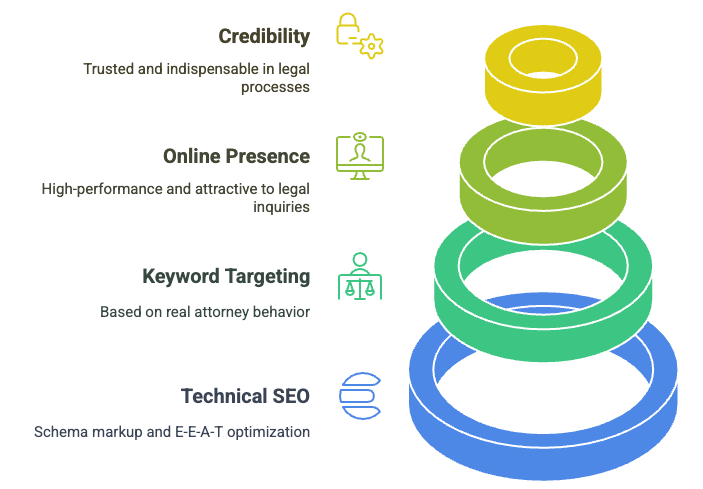 Credibility
Trusted and indispensable in legal
processes
Online Presence
High-performance and attractive to legal
inquiries
Keyword Targeting
Based on real attorney behavior
Technical SEO
Schema markup and E-E-A-T optimization